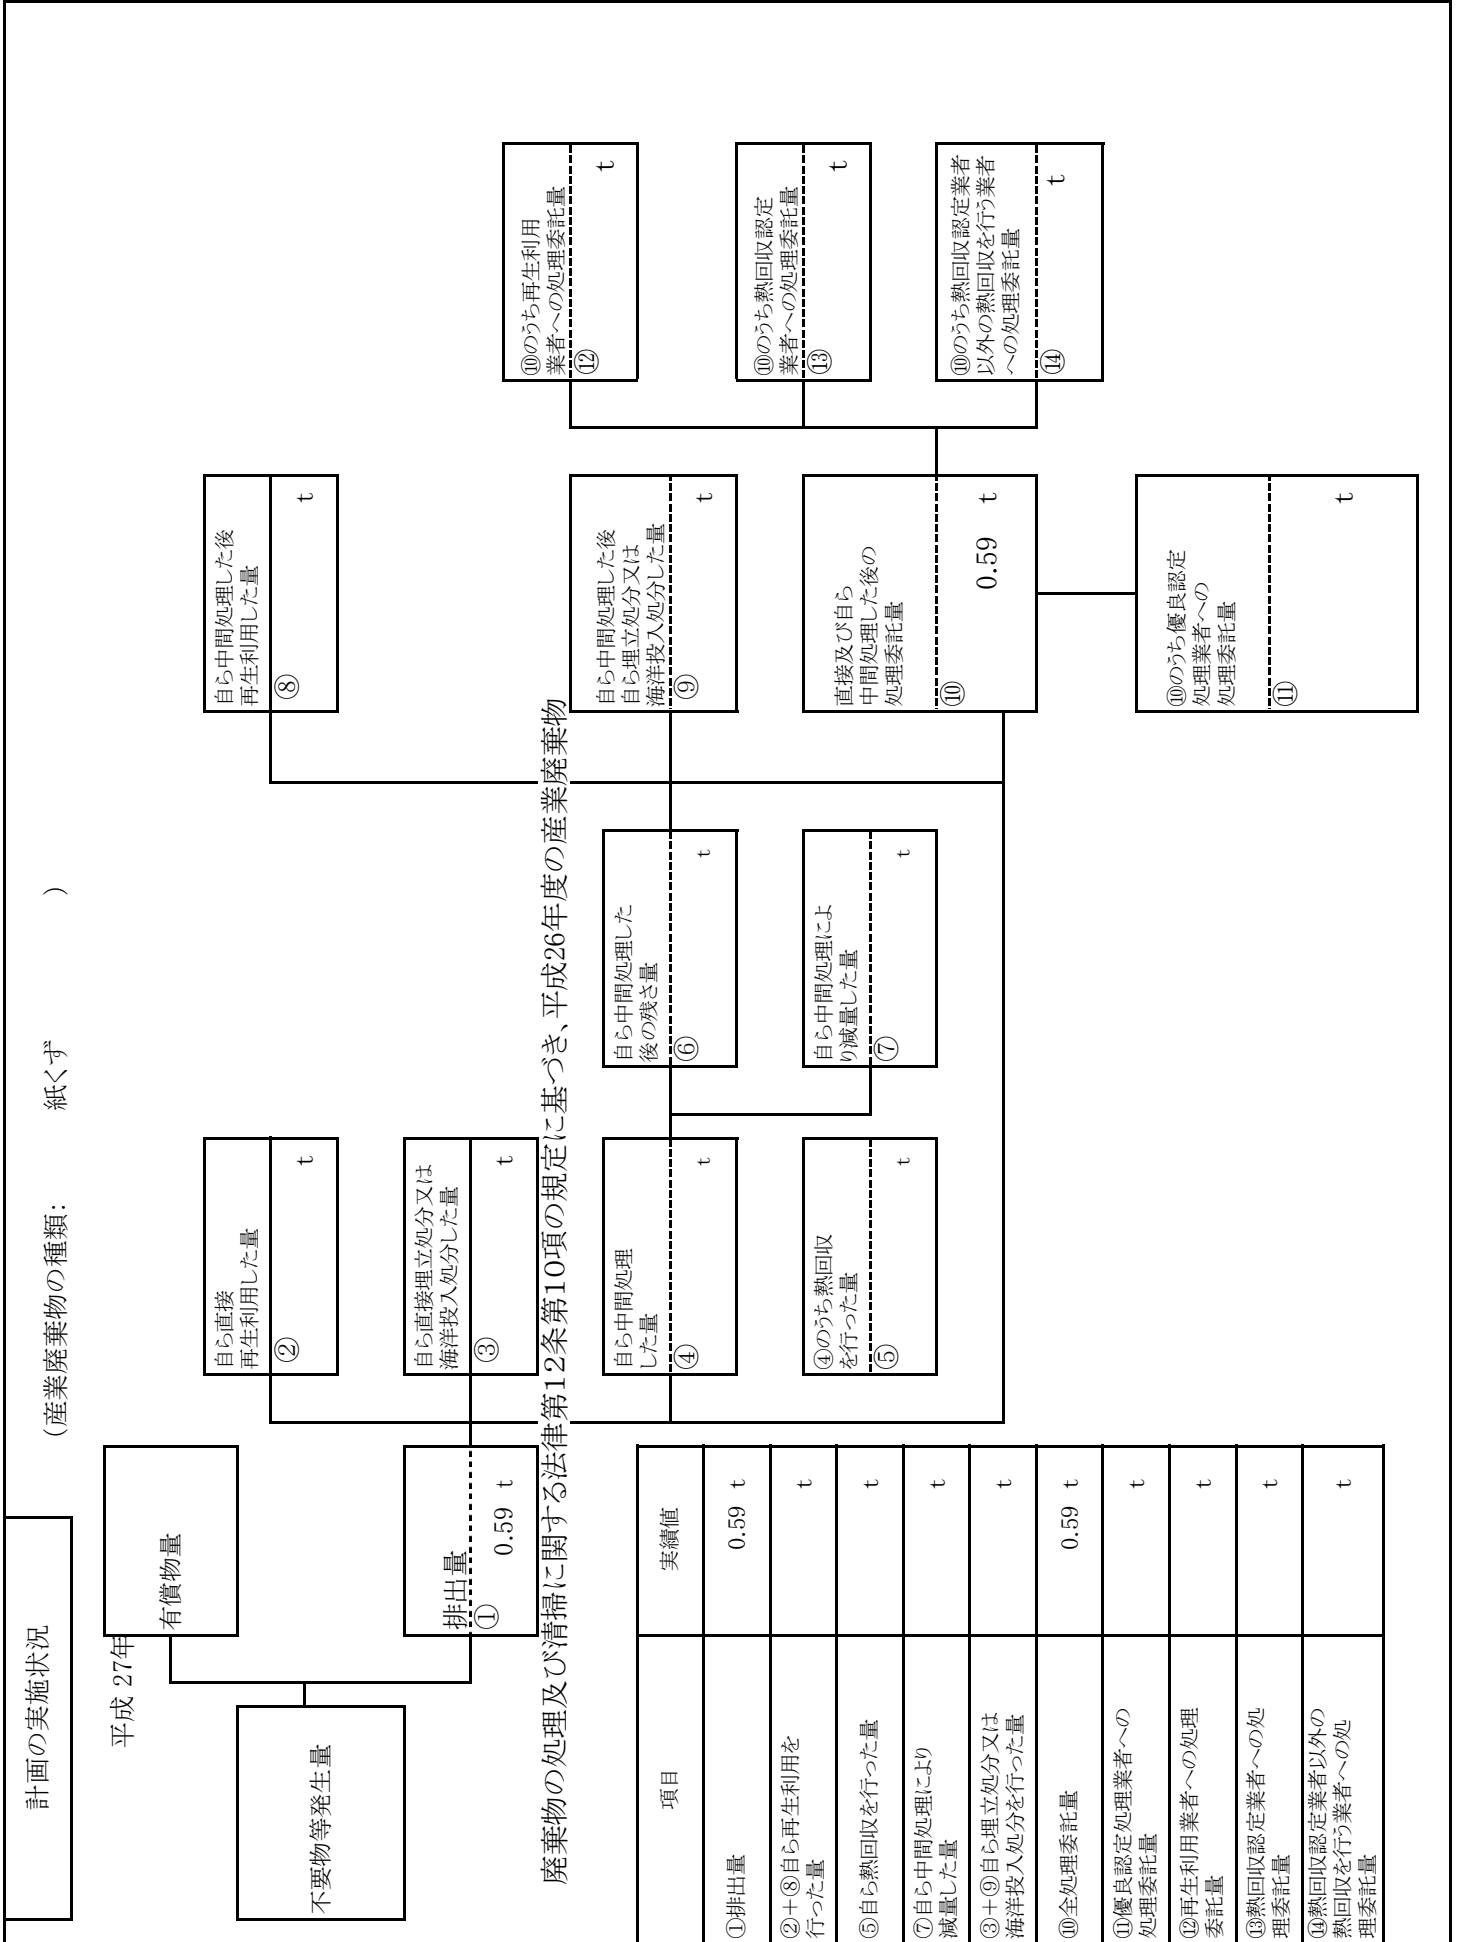 計画の実施状況
(産業廃棄物の種類: 紙くず )
平成 27年
有償物量
不要物等発生量
排出量
①
0.59 t
自ら直接
再生利用した量
②
t
自ら直接埋立処分又は
海洋投入処分した量
③
t
廃棄物の処理及び清掃に関する法律第12条第10項の規定に基づき、平成26年度の産業廃棄物
自ら中間処理
した量
④
t
④のうち熱回収
を行った量
⑤
t
自ら中間処理した
後の残さ量
⑥
t
自ら中間処理によ
り減量した量
⑦
t
自ら中間処理した後
再生利用した量
⑧
t
自ら中間処理した後
自ら埋立処分又は
海洋投入処分した量
⑨
t
直接及び自ら
中間処理した後の
処理委託量
⑩
0.59 t
⑩のうち優良認定
処理業者への
処理委託量
⑪
t
⑩のうち再生利用
業者への処理委託量
⑫
t
⑩のうち熱回収認定
業者への処理委託量
⑬
t
⑩のうち熱回収認定業者
以外の熱回収を行う業者
への処理委託量
⑭
t
項目 実績値
①排出量 0.59 t
②+⑧自ら再生利用を
行った量
t
⑤自ら熱回収を行った量 t
⑦自ら中間処理により
減量した量
t
③+⑨自ら埋立処分又は
海洋投入処分を行った量
t
⑩全処理委託量 0.59 t
⑪優良認定処理業者への
処理委託量
t
⑫再生利用業者への処理
委託量
t
⑬熱回収認定業者への処
理委託量
t
⑭熱回収認定業者以外の
熱回収を行う業者への処
理委託量
t